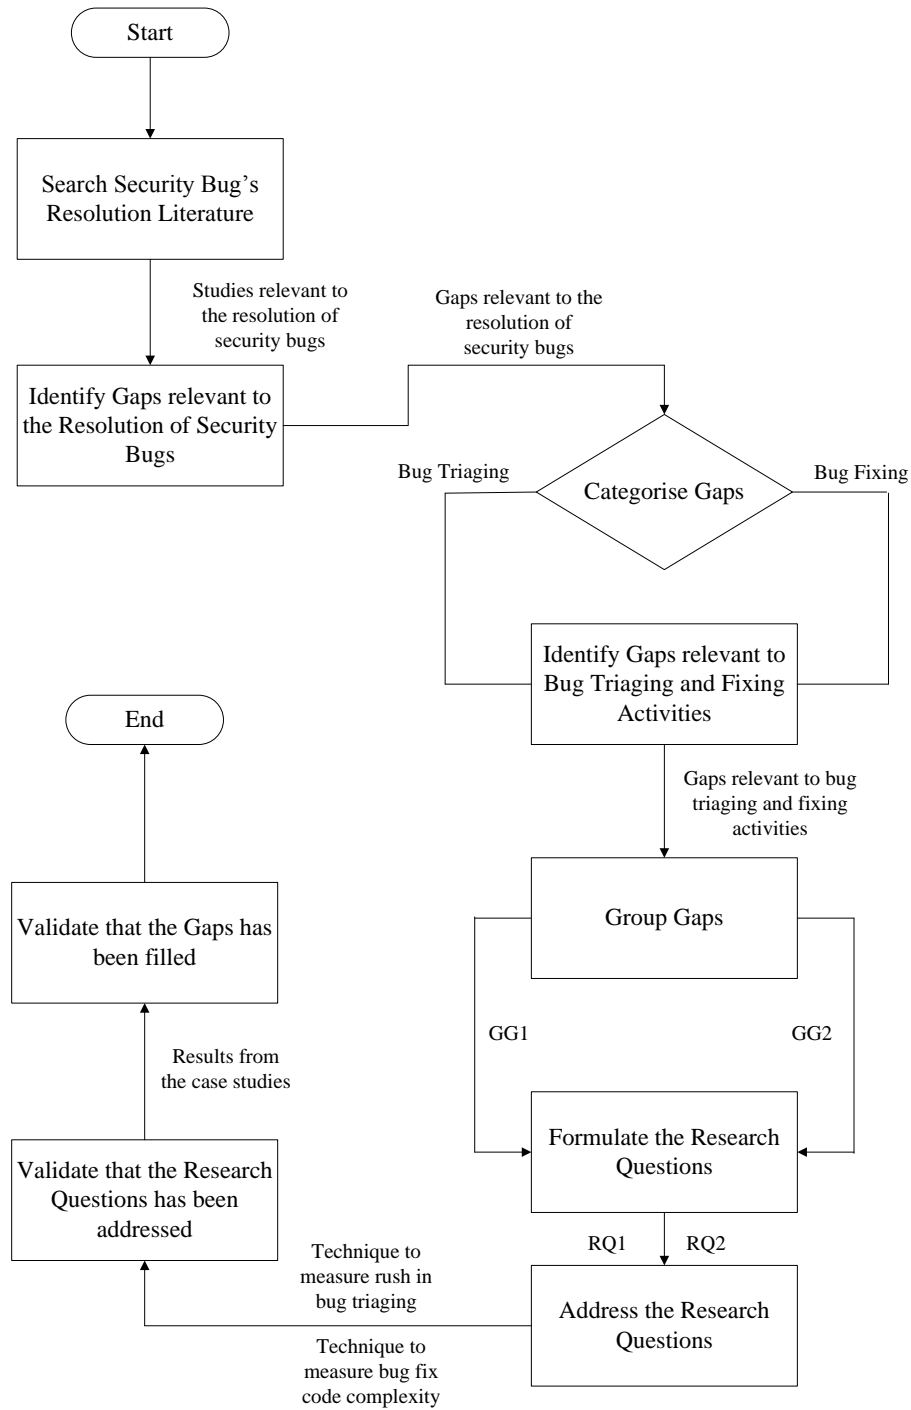 Start
Search Security Bug’s
Resolution Literature
Studies relevant to
the resolution of
security bugs
Gaps relevant to the
resolution of
security bugs
Identify Gaps relevant to
the Resolution of Security
Bugs
Bug Triaging
Categorise Gaps
Bug Fixing
Identify Gaps relevant to
Bug Triaging and Fixing
Activities
Gaps relevant to bug
triaging and fixing
activities
Group Gaps
GG1
GG2
Formulate the Research
Questions
RQ1
RQ2
Address the Research
Questions
Technique to
measure rush in
bug triaging
Technique to
measure bug fix
code complexity
Validate that the Research
Questions has been
addressed
Results from
the case studies
Validate that the Gaps has
been filled
End